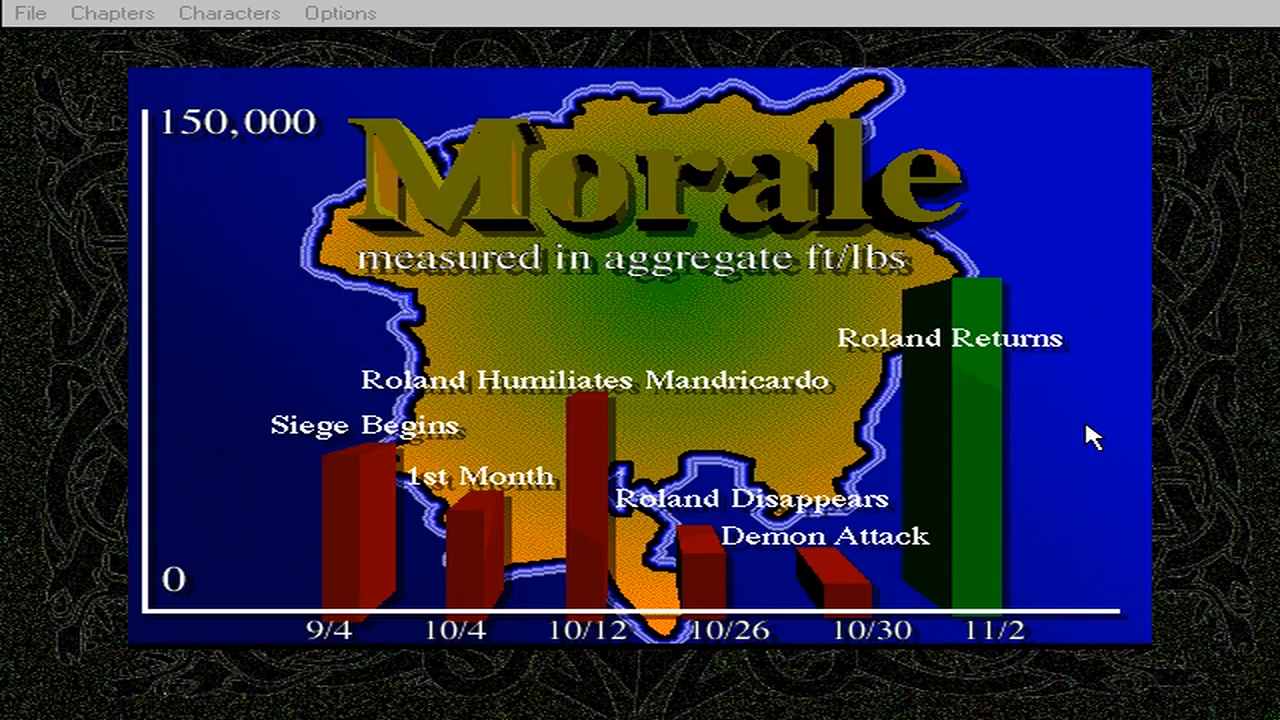 File Chapters Characters Options
150,000
Morale
measured in aggregate ft/lbs
Roland Returns
Roland Humiliates Mandricardo
Siege Begins
1st Month
Roland Disappears
Demon Attack
0
9/4 10/4 10/12 10/26 10/30 11/2